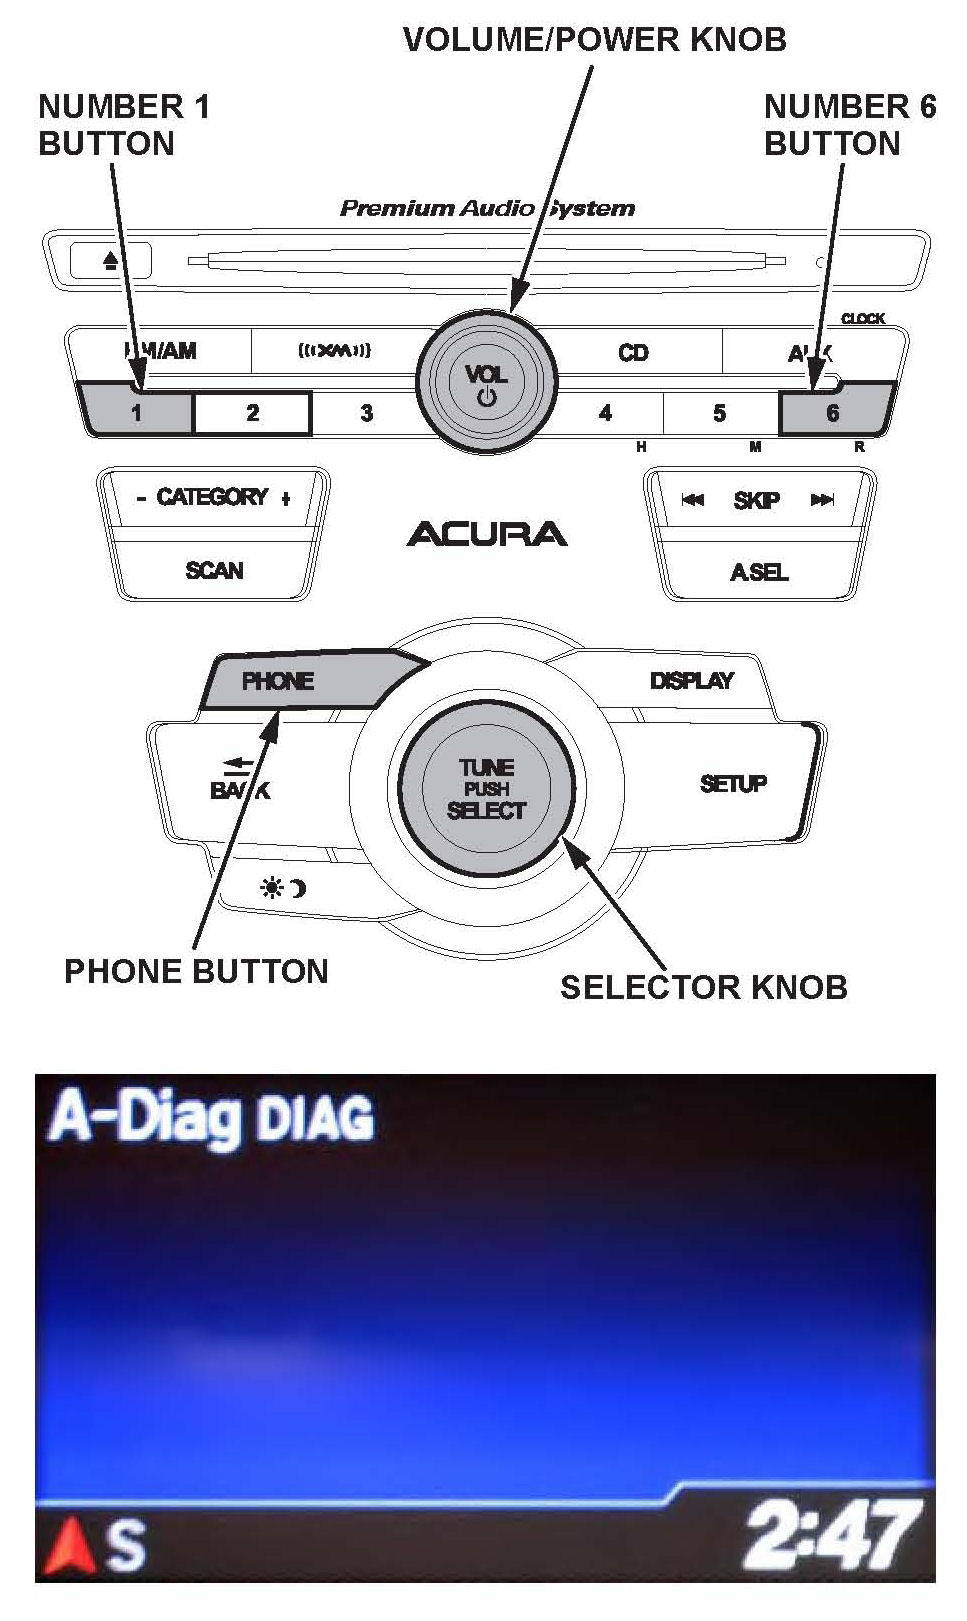 VOLUME/POWER KNOB
NUMBER 1
BUTTON
NUMBER 6
BUTTON
Premium Audio System
CLOCK
FM/AM
XM
VOL
CD
AUX
1
2
3
4
5
6
H
M
R
- CATEGORY +
SCAN
ACURA
SKIP
A.SEL
PHONE
DISPLAY
BACK
TUNE
PUSH
SELECT
SETUP
PHONE BUTTON
SELECTOR KNOB
A-Diag DIAG
S
2:47